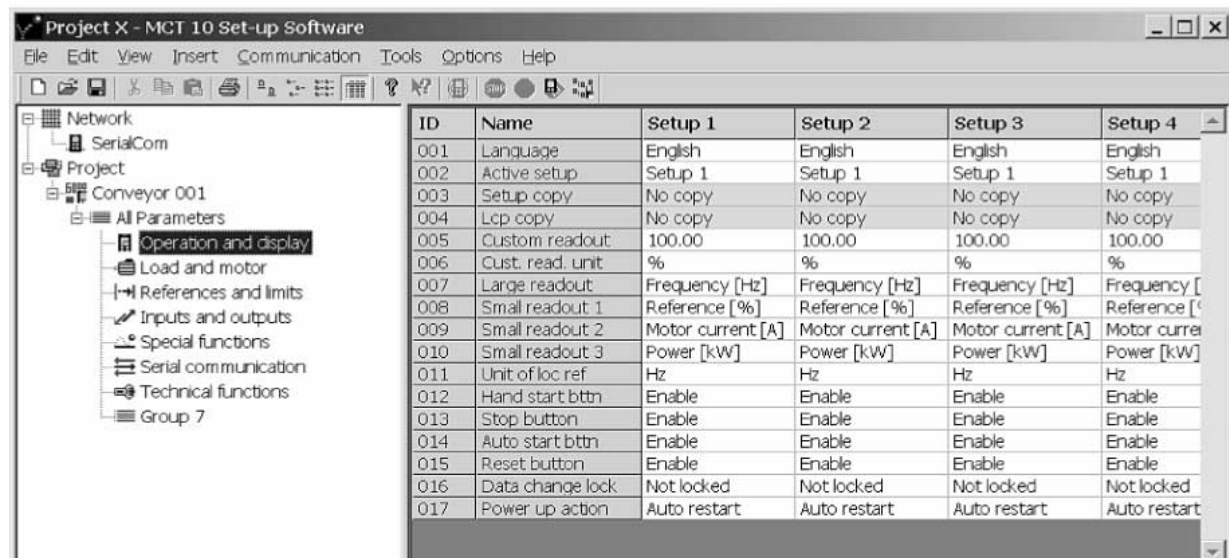 Project X - MCT 10 Set-up Software
File Edit View Insert Communication Tools Options Help
Network
SerialCom
Project
Conveyor 001
All Parameters
Operation and display
Load and motor
References and limits
Inputs and outputs
Special functions
Serial communication
Technical functions
Group 7
ID Name Setup 1 Setup 2 Setup 3 Setup 4
001 Language English English English English
002 Active setup Setup 1 Setup 1 Setup 1 Setup 1
003 Setup copy No copy No copy No copy No copy
004 Lcp copy No copy No copy No copy No copy
005 Custom readout 100.00 100.00 100.00 100.00
006 Cust. read. unit % % % %
007 Large readout Frequency [Hz] Frequency [Hz] Frequency [Hz] Frequency [
008 Small readout 1 Reference [%] Reference [%] Reference [%] Reference [
009 Small readout 2 Motor current [A] Motor current [A] Motor current [A] Motor curre
010 Small readout 3 Power [kW] Power [kW] Power [kW] Power [kW]
011 Unit of loc ref Hz Hz Hz Hz
012 Hand start bttn Enable Enable Enable Enable
013 Stop button Enable Enable Enable Enable
014 Auto start bttn Enable Enable Enable Enable
015 Reset button Enable Enable Enable Enable
016 Data change lock Not locked Not locked Not locked Not locked
017 Power up action Auto restart Auto restart Auto restart Auto restart